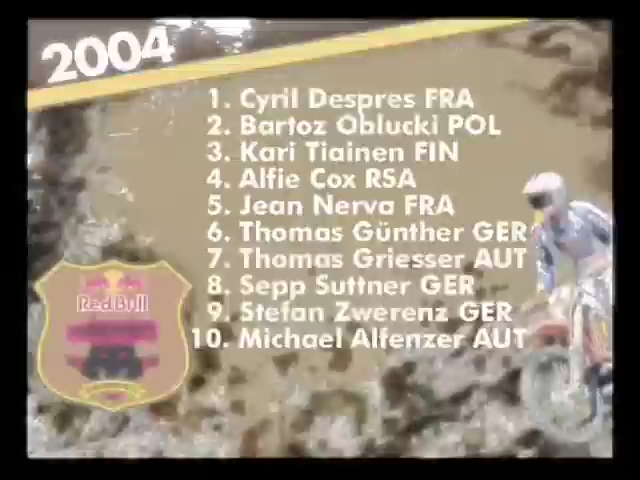 2004
1. Cyril Despres FRA
2. Bartoz Oblucki POL
3. Kari Tiainen FIN
4. Alfie Cox RSA
5. Jean Nerva FRA
6. Thomas Günther GER
7. Thomas Griesser AUT
8. Sepp Suttner GER
9. Stefan Zwerenz GER
10. Michael Alfenzer AUT
Red Bull